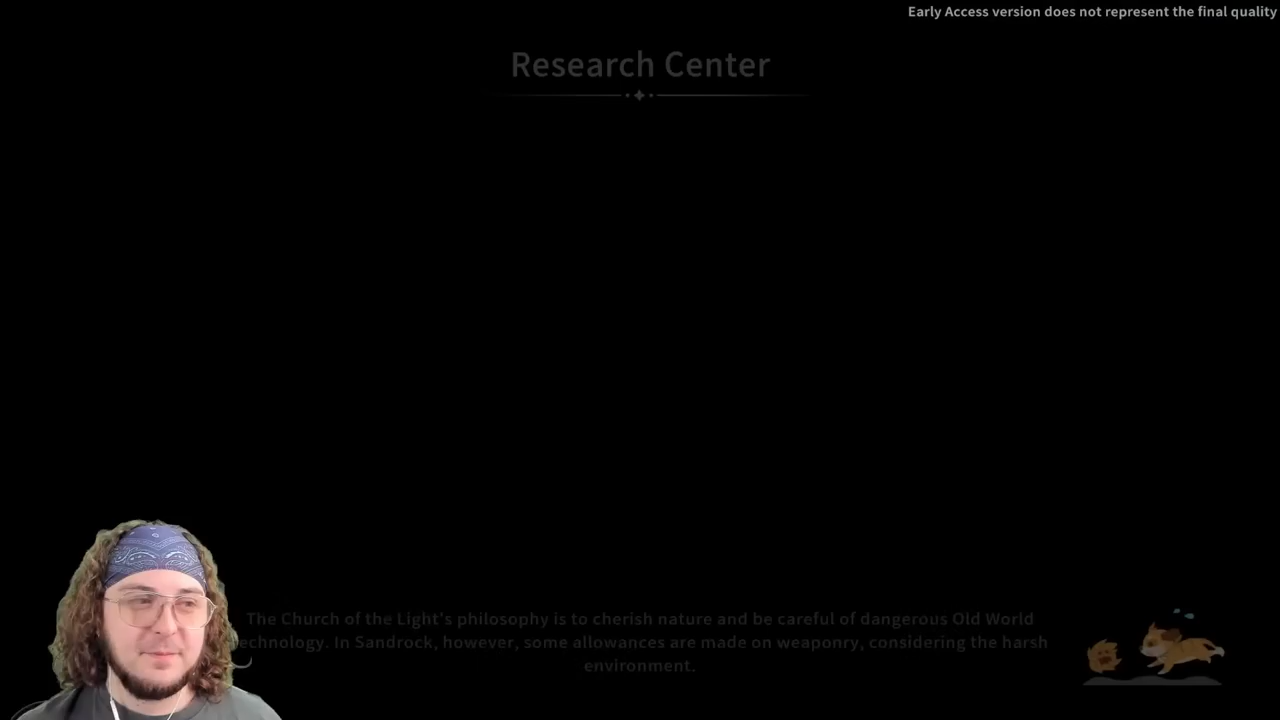 Early Access version does not represent the final quality
Research Center
The Church of the Light's philosophy is to cherish nature and be careful of dangerous Old World
echnology. In Sandrock, however, some allowances are made on weaponry, considering the harsh
environment.